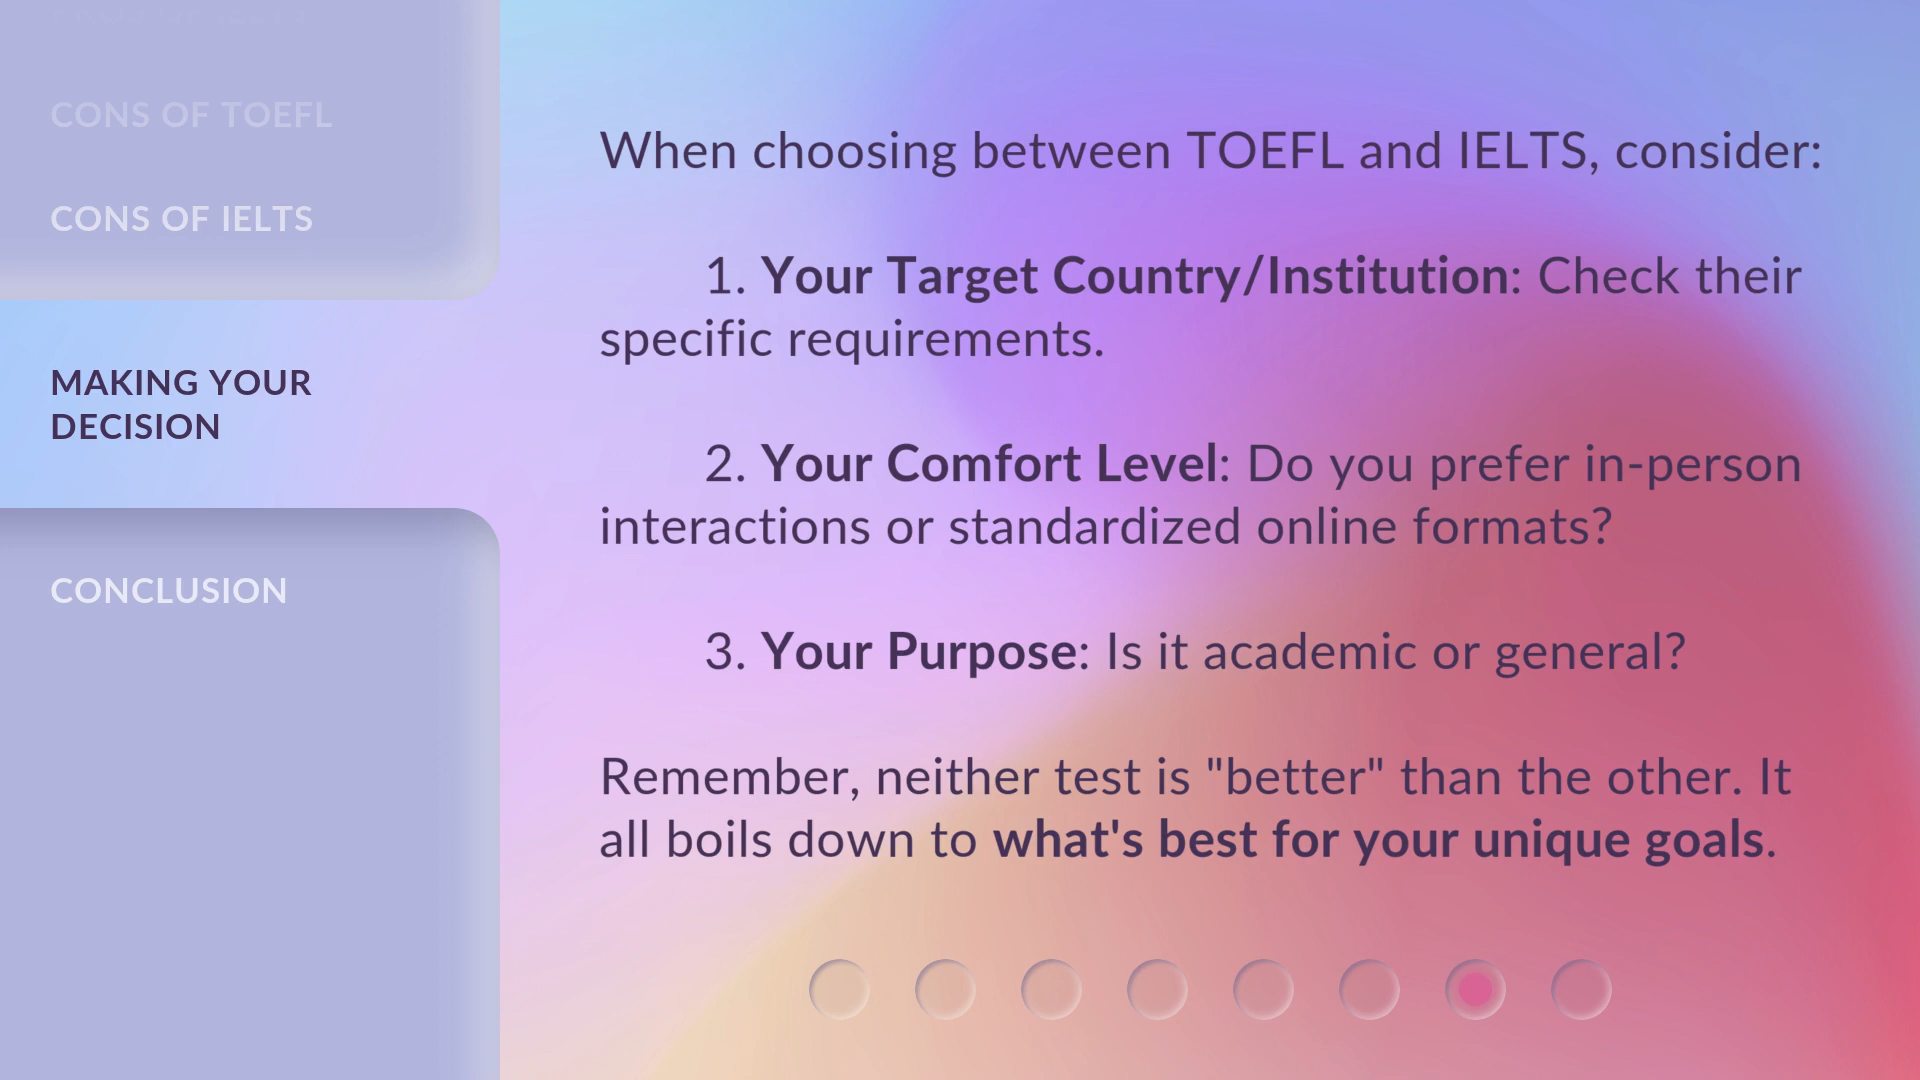 CONS OF TOEFL
CONS OF IELTS
MAKING YOUR
DECISION
CONCLUSION
When choosing between TOEFL and IELTS, consider:
1. Your Target Country/Institution: Check their
specific requirements.
2. Your Comfort Level: Do you prefer in-person
interactions or standardized online formats?
3. Your Purpose: Is it academic or general?
Remember, neither test is "better" than the other. It
all boils down to what's best for your unique goals.